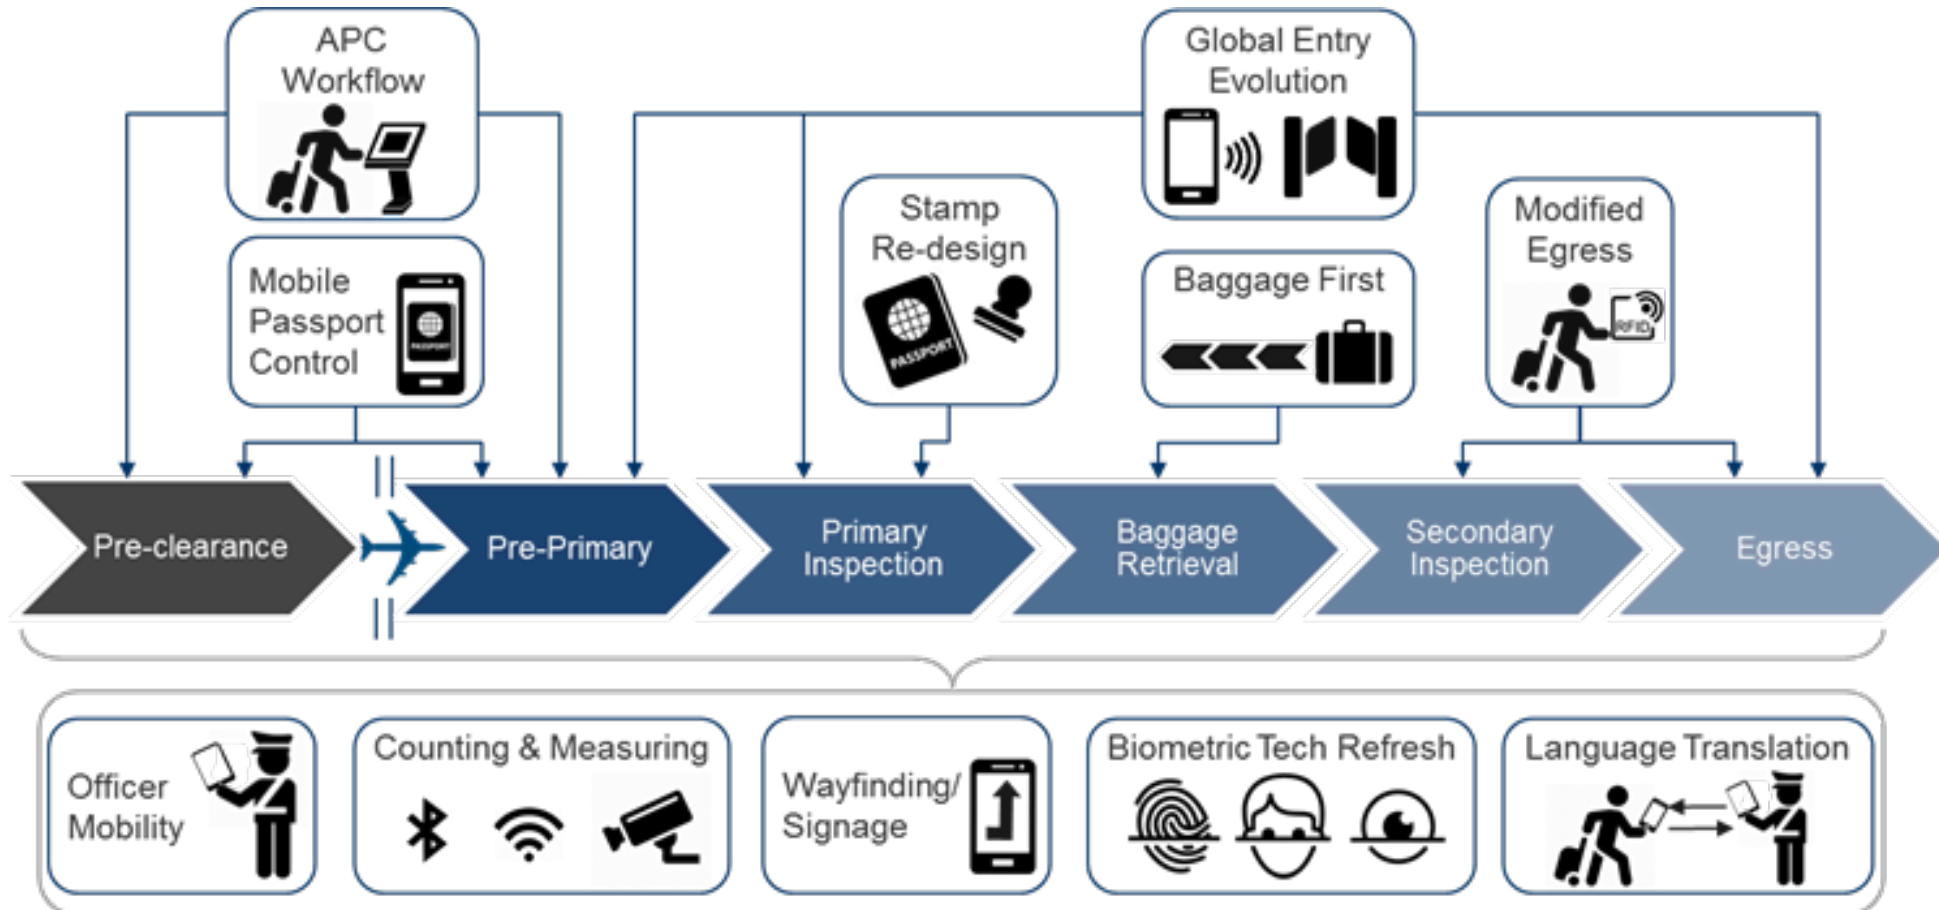 APC
Workflow
Global Entry
Evolution
Stamp
Re-design
PASSPORT
Modified
Egress
RFID
Mobile
Passport
Control
PASSPORT
Baggage First
Pre-clearance
Pre-Primary
Primary
Inspection
Baggage
Retrieval
Secondary
Inspection
Egress
Officer
Mobility
Counting & Measuring
Wayfinding/
Signage
Biometric Tech Refresh
Language Translation